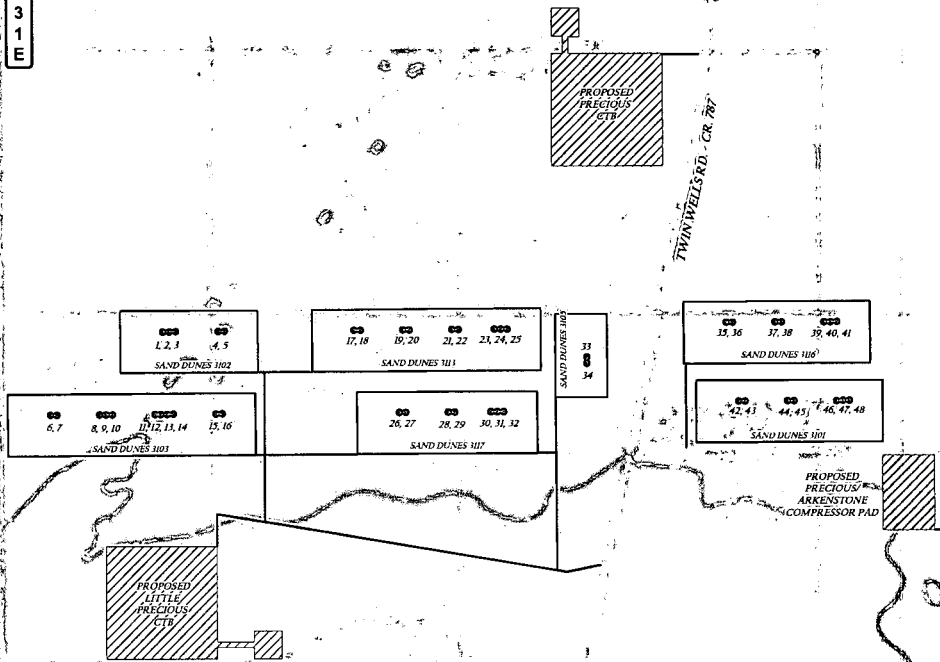 3
1
E
PROPOSED
PRECIOUS
CTB
TWIN WELLS RD. - CR. 787
1, 2, 3
4, 5
SAND DUNES 3102
17, 18
19, 20
21, 22
23, 24, 25
SAND DUNES 3113
SAND DUNES 3105
33
34
35, 36
37, 38
39, 40, 41
SAND DUNES 3116
6, 7
8, 9, 10
11, 12, 13, 14
15, 16
SAND DUNES 3103
26, 27
28, 29
30, 31, 32
SAND DUNES 3117
42, 43
44, 45
46, 47, 48
SAND DUNES 3101
PROPOSED
PRECIOUS/
ARKENSTONE
COMPRESSOR PAD
PROPOSED
LITTLE
PRECIOUS
CTB